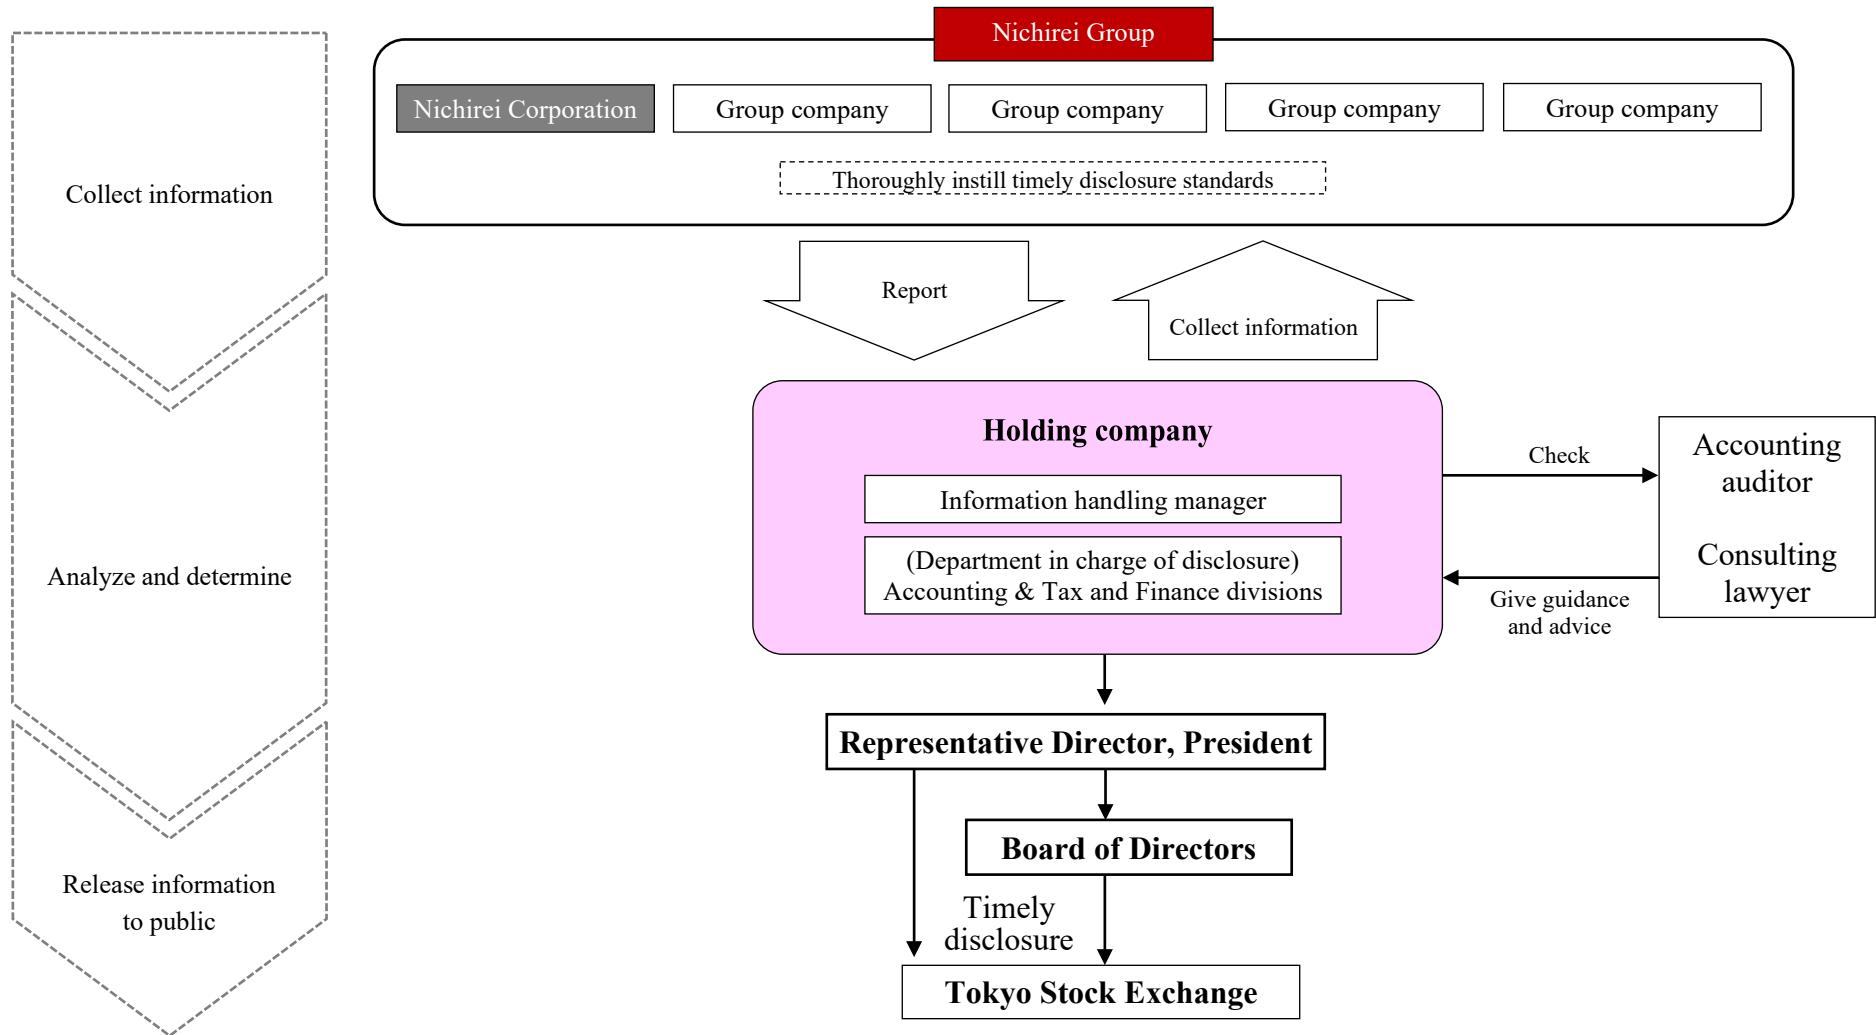 Nichirei Group
Nichirei Corporation
Group company
Group company
Group company
Group company
Thoroughly instill timely disclosure standards
Collect information
Report
Collect information
Holding company
Information handling manager
(Department in charge of disclosure)
Accounting & Tax and Finance divisions
Check
Accounting
auditor
Consulting
lawyer
Give guidance
and advice
Analyze and determine
Representative Director, President
Board of Directors
Release information
to public
Timely
disclosure
Tokyo Stock Exchange